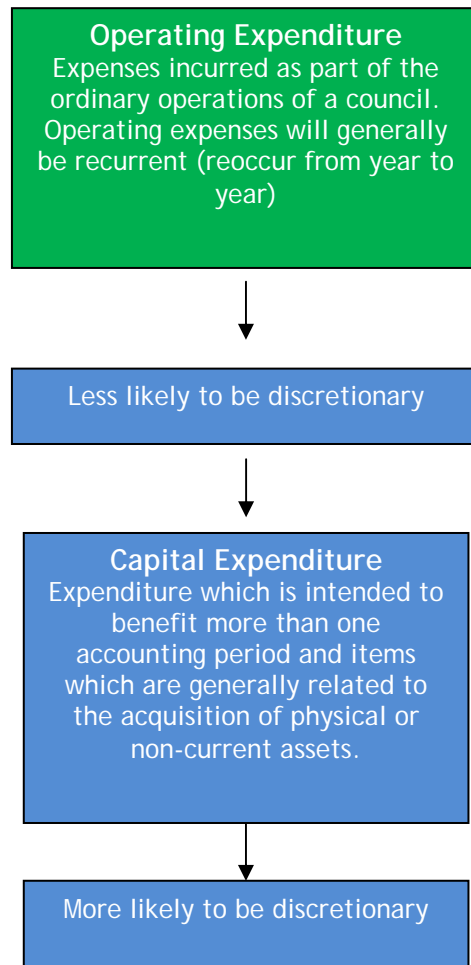 Operating Expenditure
Expenses incurred as part of the
ordinary operations of a council.
Operating expenses will generally
be recurrent (reoccur from year to
year)
Less likely to be discretionary
Capital Expenditure
Expenditure which is intended to
benefit more than one
accounting period and items
which are generally related to
the acquisition of physical or
non-current assets.
More likely to be discretionary